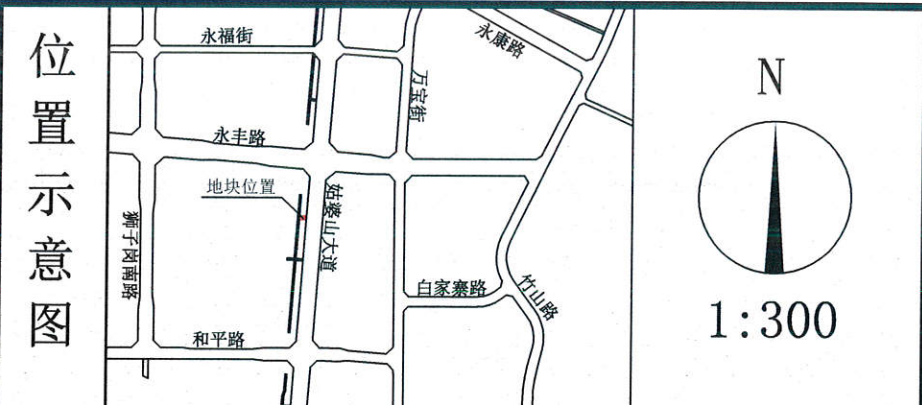 位置示意图
永福街
永康路
万宝街
永丰路
地块位置
姑婆山大道
狮子岗南路
白家寨路
竹山路
和平路
N
1:300